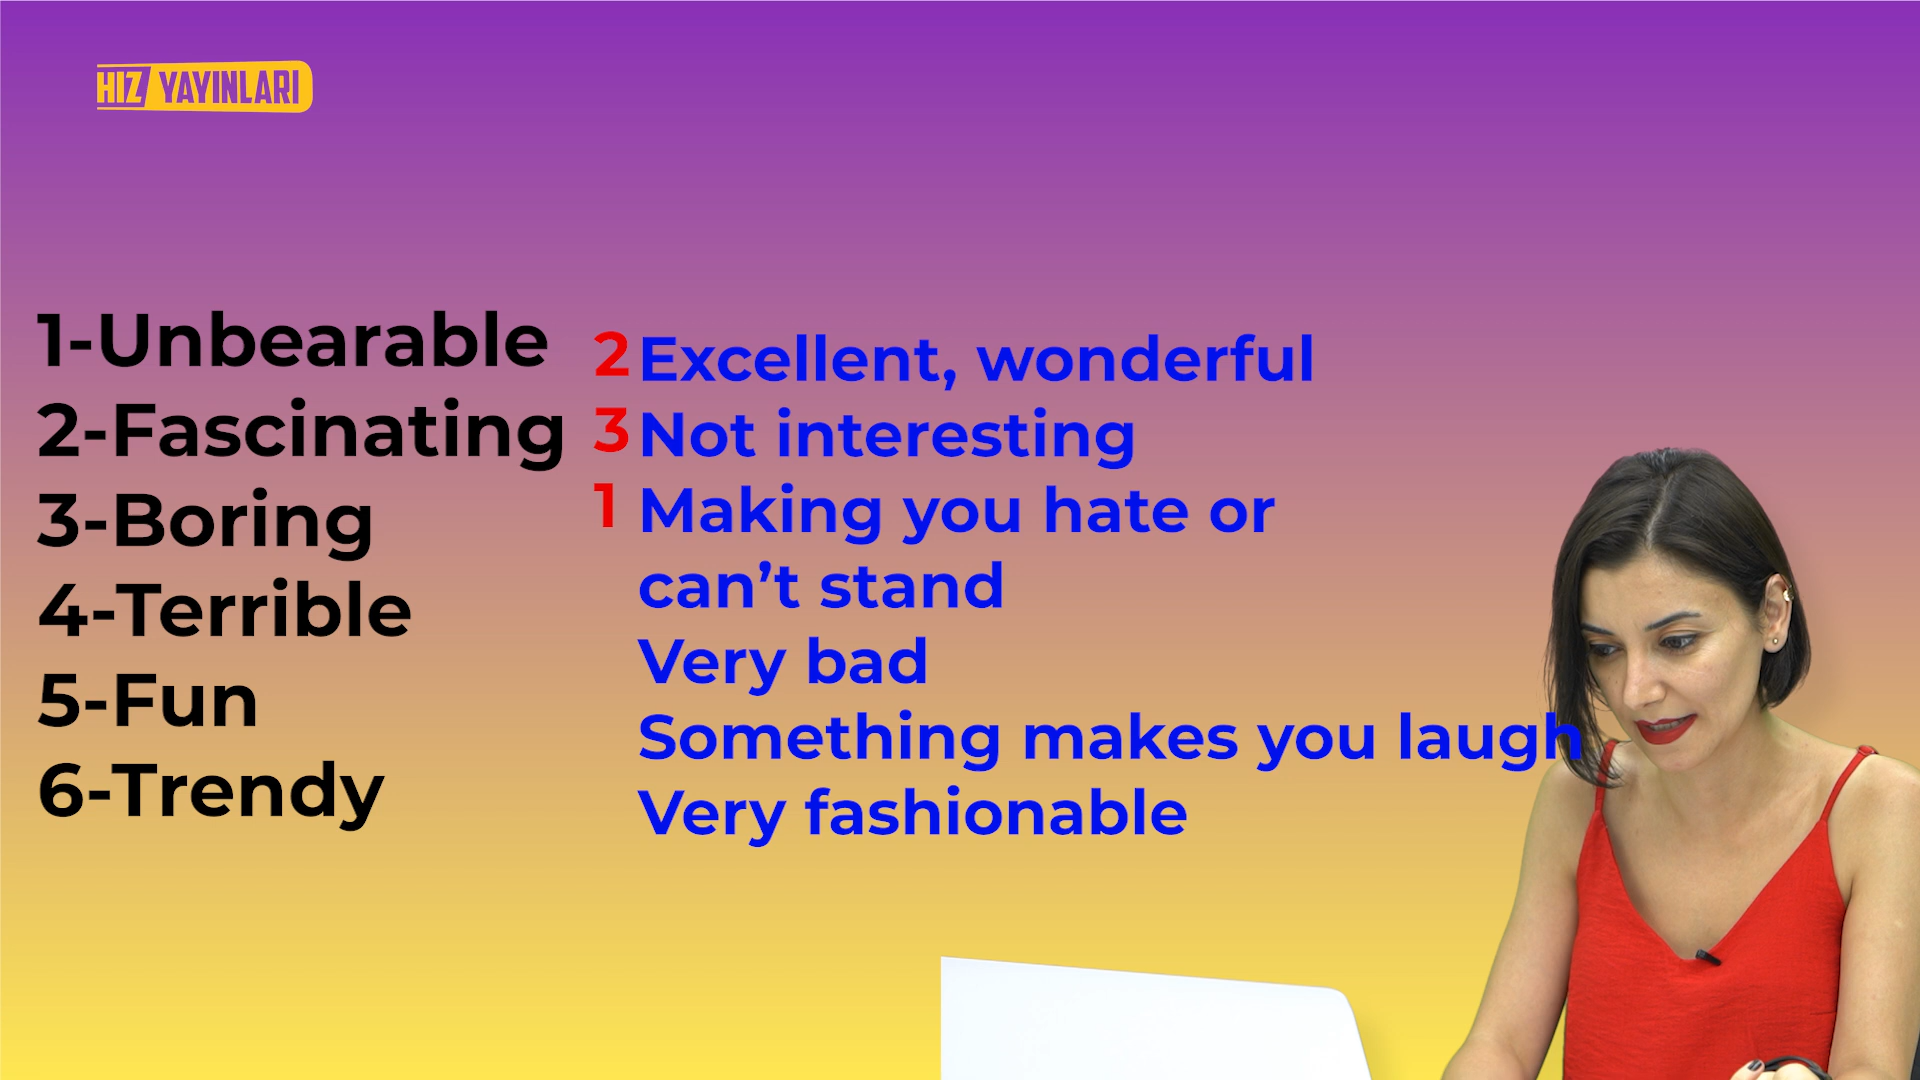 HIZ YAYINLARI
1-Unbearable
2-Fascinating
3-Boring
4-Terrible
5-Fun
6-Trendy
2 Excellent, wonderful
3 Not interesting
1 Making you hate or
can’t stand
Very bad
Something makes you laugh
Very fashionable